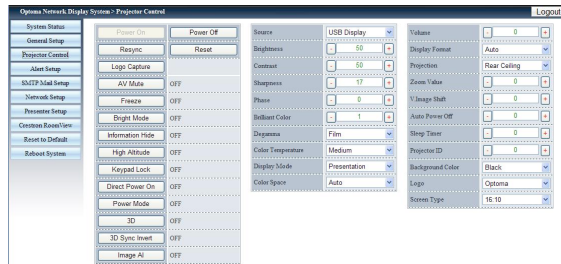 Optoma Network Display System > Projector Control
Logout
System Status
General Setup
Projector Control
Alert Setup
SMTP Mail Setup
Network Setup
Presenter Setup
Crestron RoomView
Reset to Default
Reboot System
Power On Power Off
Resync Reset
Logo Capture
AV Mute OFF
Freeze OFF
Bright Mode OFF
Information Hide OFF
High Altitude OFF
Keypad Lock OFF
Direct Power On OFF
Power Mode OFF
3D OFF
3D Sync Invert OFF
Image AI OFF
Source USB Display
Brightness - 50 +
Contrast - 50 +
Sharpness - 17 +
Phase - 0 +
Brilliant Color - 1 +
Degamma Film
Color Temperature Medium
Display Mode Presentation
Color Space Auto
Volume - 0 +
Display Format Auto
Projection Rear Ceiling
Zoom Value - 0 +
V.Image Shift - 0 +
Auto Power Off - 0 +
Sleep Timer - 0 +
Projector ID - 0 +
Background Color Black
Logo Optoma
Screen Type 16:10